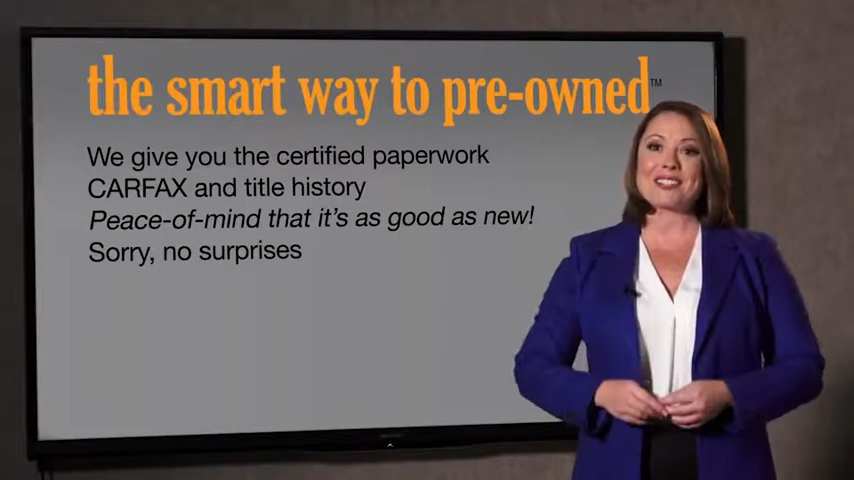 the smart way to pre-owned™
We give you the certified paperwork
CARFAX and title history
Peace-of-mind that it's as good as new!
Sorry, no surprises